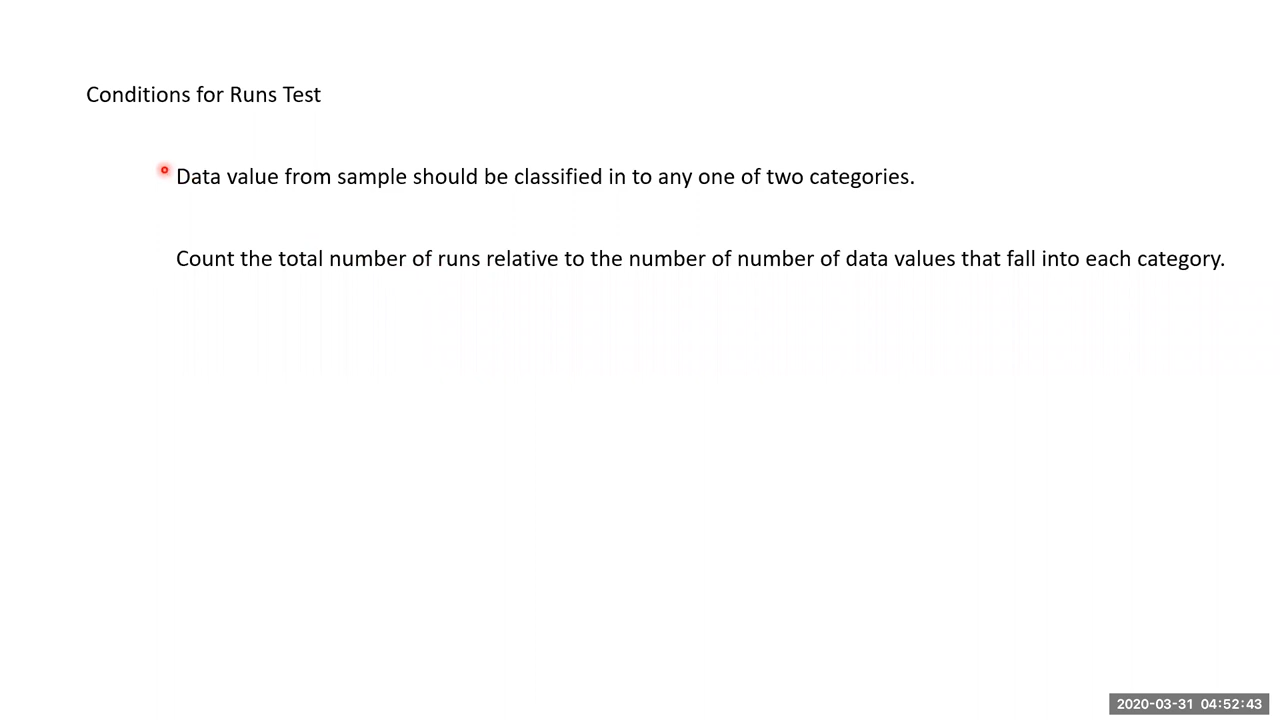 Conditions for Runs Test
Data value from sample should be classified in to any one of two categories.
Count the total number of runs relative to the number of number of data values that fall into each category.
2020-03-31 04:52:43